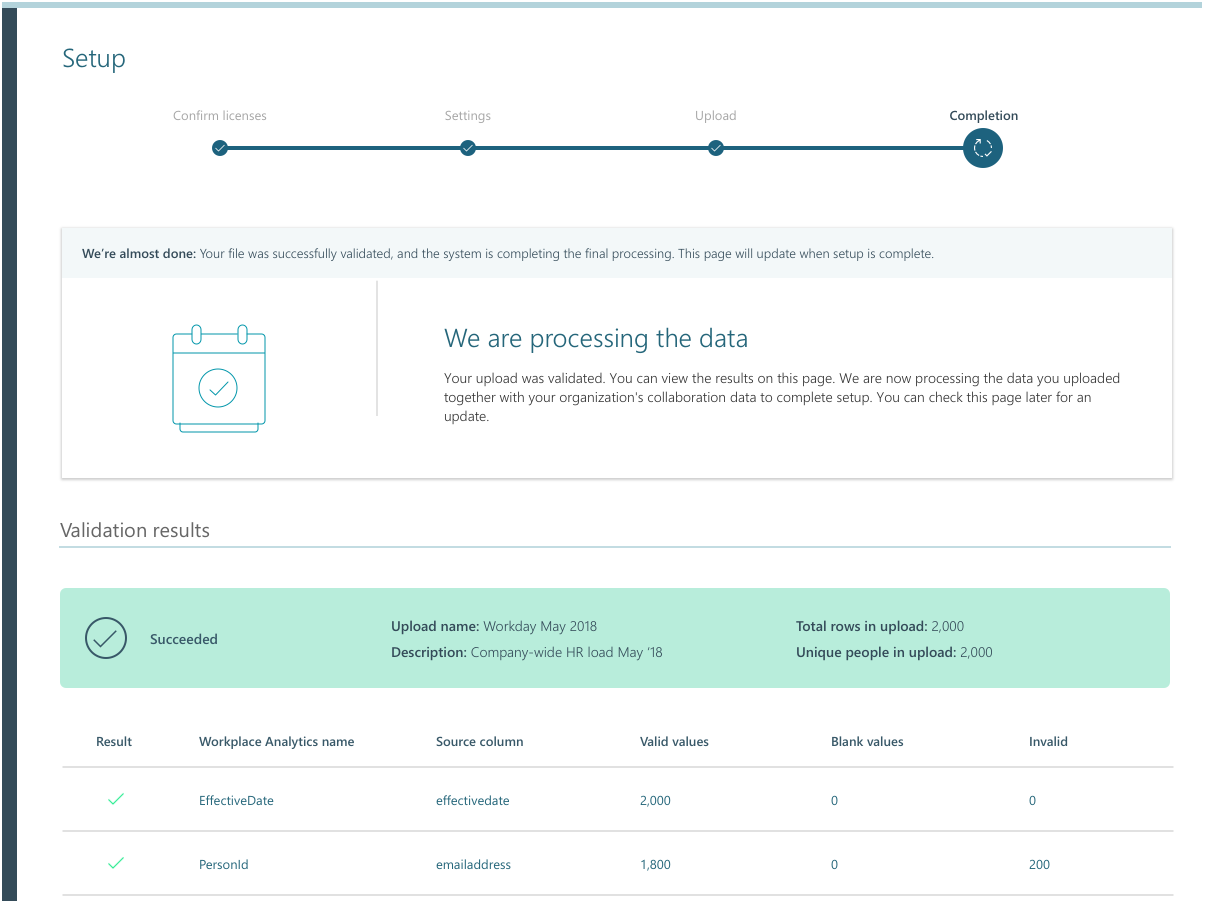 Setup
Confirm licenses
Settings
Upload
Completion
We’re almost done: Your file was successfully validated, and the system is completing the final processing. This page will update when setup is complete.
We are processing the data
Your upload was validated. You can view the results on this page. We are now processing the data you uploaded
together with your organization's collaboration data to complete setup. You can check this page later for an
update.
Validation results
Succeeded
Upload name: Workday May 2018
Description: Company-wide HR load May ‘18
Total rows in upload: 2,000
Unique people in upload: 2,000
Result Workplace Analytics name Source column Valid values Blank values Invalid
EffectiveDate effectivedate 2,000 0 0
PersonId emailaddress 1,800 0 200